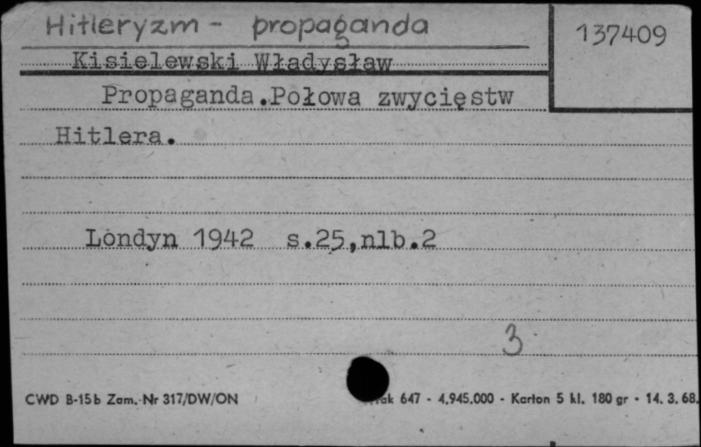 Hitleryzm - propaganda
137409
Kisielewski Władysław
Propaganda.Połowa zwycięstw
Hitlera.
Londyn 1942 s.25,nlb.2
3
CWD B-15b Zam. Nr 317/DW/ON
647 - 4.945.000 - Karton 5 kl. 180 gr - 14. 3. 68.